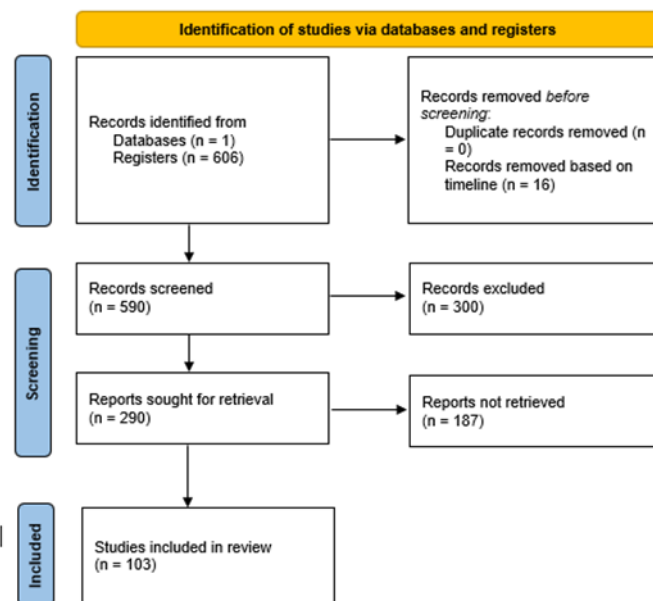 Identification of studies via databases and registers
Identification
Records identified from
Databases (n = 1)
Registers (n = 606)
Records removed before
screening:
Duplicate records removed (n
= 0)
Records removed based on
timeline (n = 16)
Screening
Records screened
(n = 590)
Records excluded
(n = 300)
Reports sought for retrieval
(n = 290)
Reports not retrieved
(n = 187)
Included
Studies included in review
(n = 103)